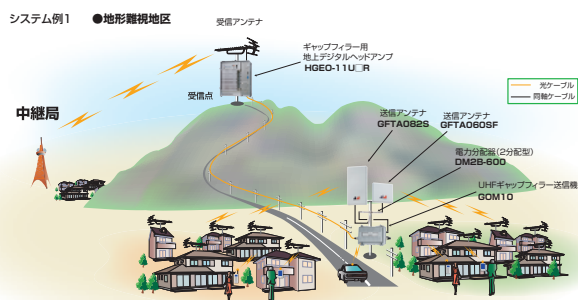 システム例1 ●地形難視地区
受信アンテナ
ギャップフィラー用
地上デジタルヘッドアンプ
HGEO-11U□R
受信点
光ケーブル
同軸ケーブル
中継局
送信アンテナ
GFTA082S
送信アンテナ
GFTA060SF
電力分配器(2分配型)
DM2B-600
UHFギャップフィラー送信機
GOM10